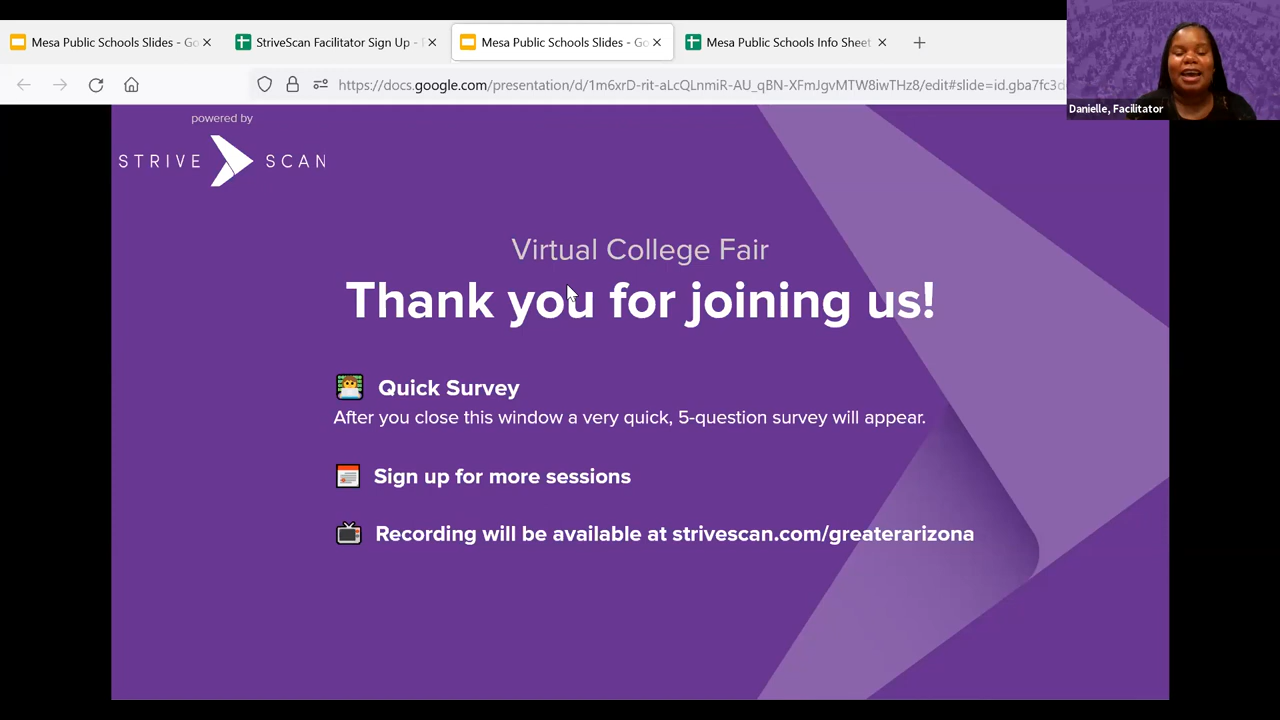 Mesa Public Schools Slides - Go
StriveScan Facilitator Sign Up -
Mesa Public Schools Slides - Go
Mesa Public Schools Info Sheet
https://docs.google.com/presentation/d/1m6xrD-rit-aLcQLnmiR-AU_qBN-XFmJgvMTW8iwTHz8/edit#slide=id.gba7fc3d
Danielle, Facilitator
powered by
STRIVE SCAN
Virtual College Fair
Thank you for joining us!
Quick Survey
After you close this window a very quick, 5-question survey will appear.
Sign up for more sessions
Recording will be available at strivescan.com/greaterarizona